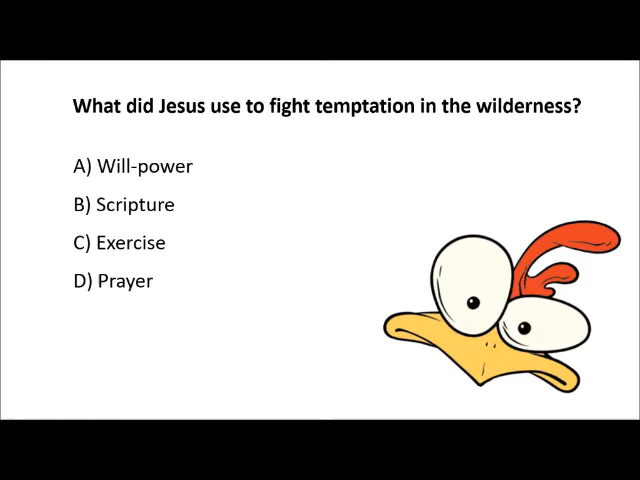 What did Jesus use to fight temptation in the wilderness?
A) Will-power
B) Scripture
C) Exercise
D) Prayer